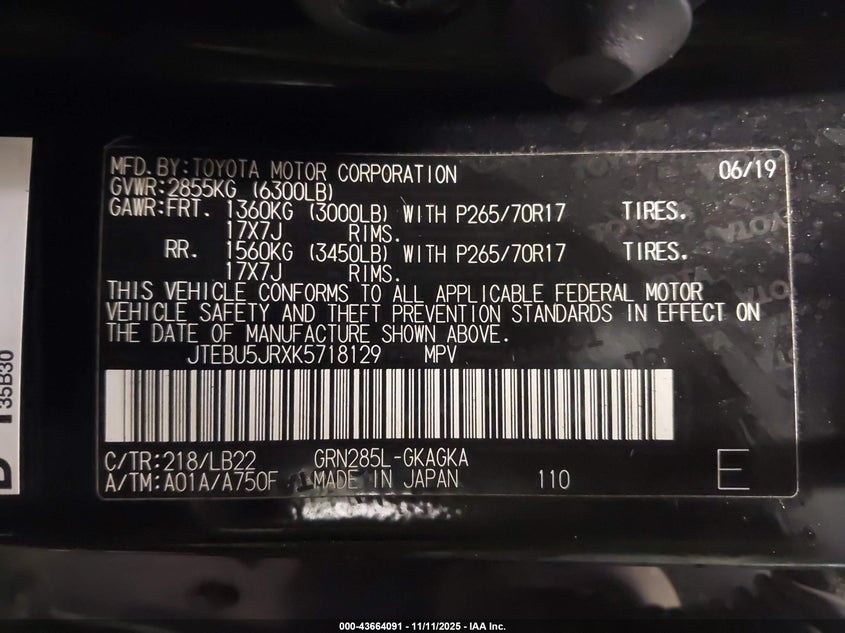 MFD. BY: TOYOTA MOTOR CORPORATION 06/19
GVWR: 2855KG (6300LB)
GAWR: FRT. 1360KG (3000LB) WITH P265/70R17 TIRES.
17X7J RIMS.
RR. 1560KG (3450LB) WITH P265/70R17 TIRES.
17X7J RIMS.
THIS VEHICLE CONFORMS TO ALL APPLICABLE FEDERAL MOTOR
VEHICLE SAFETY AND THEFT PREVENTION STANDARDS IN EFFECT ON
THE DATE OF MANUFACTURE SHOWN ABOVE.
JTEBU5JRXK5718129 MPV
C/TR: 218/LB22 GRN285L-GKAGKA
A/TM: A01A/A750F MADE IN JAPAN 110 E
35B30
000-43664091 - 11/11/2025 - IAA Inc.